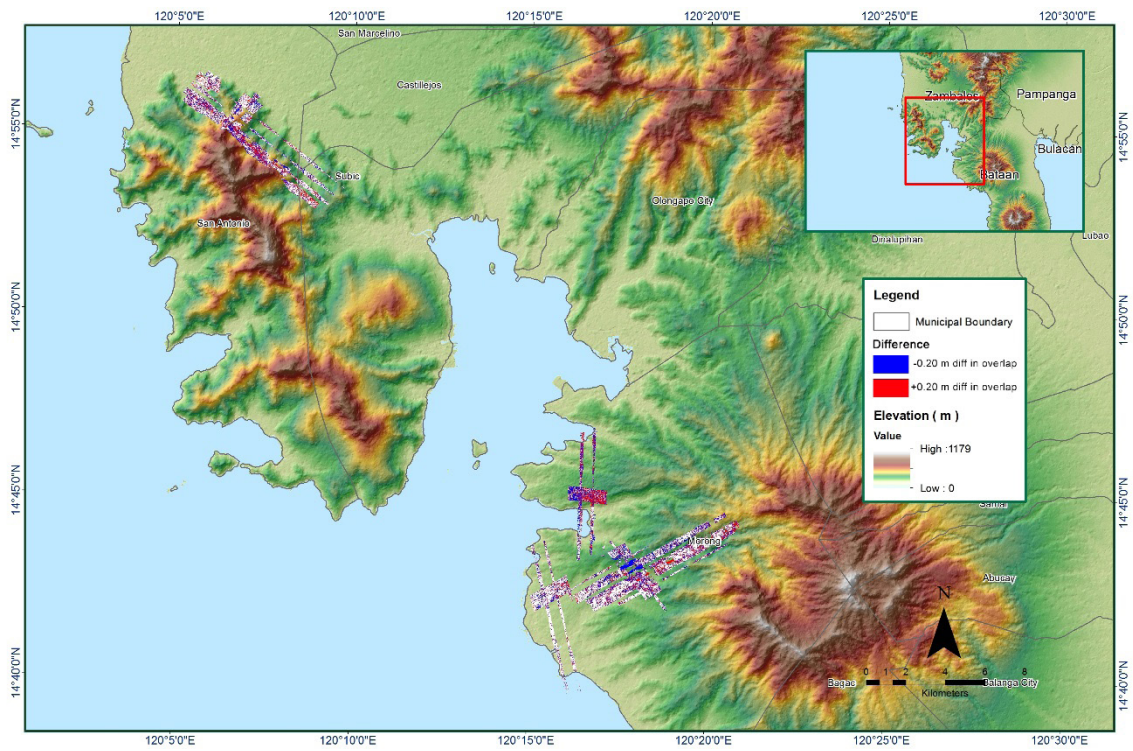 120°5'0"E 120°10'0"E 120°15'0"E 120°20'0"E 120°25'0"E 120°30'0"E
San Marcelino
Castillejos
Zambales
Pampanga
Bulacan
Bataan
14°55'0"N
14°55'0"N
Subic
San Antonio
Olongapo City
Dinalupihan
Lubao
14°50'0"N
14°50'0"N
Legend
Municipal Boundary
Difference
-0.20 m diff in overlap
+0.20 m diff in overlap
Elevation ( m )
Value
High :1179
Low : 0
14°45'0"N
14°45'0"N
Samal
Morong
Abucay
N
14°40'0"N
14°40'0"N
Bagac
0 1 2 4 6 8
Kilometers
Balanga City
120°5'0"E 120°10'0"E 120°15'0"E 120°20'0"E 120°25'0"E 120°30'0"E